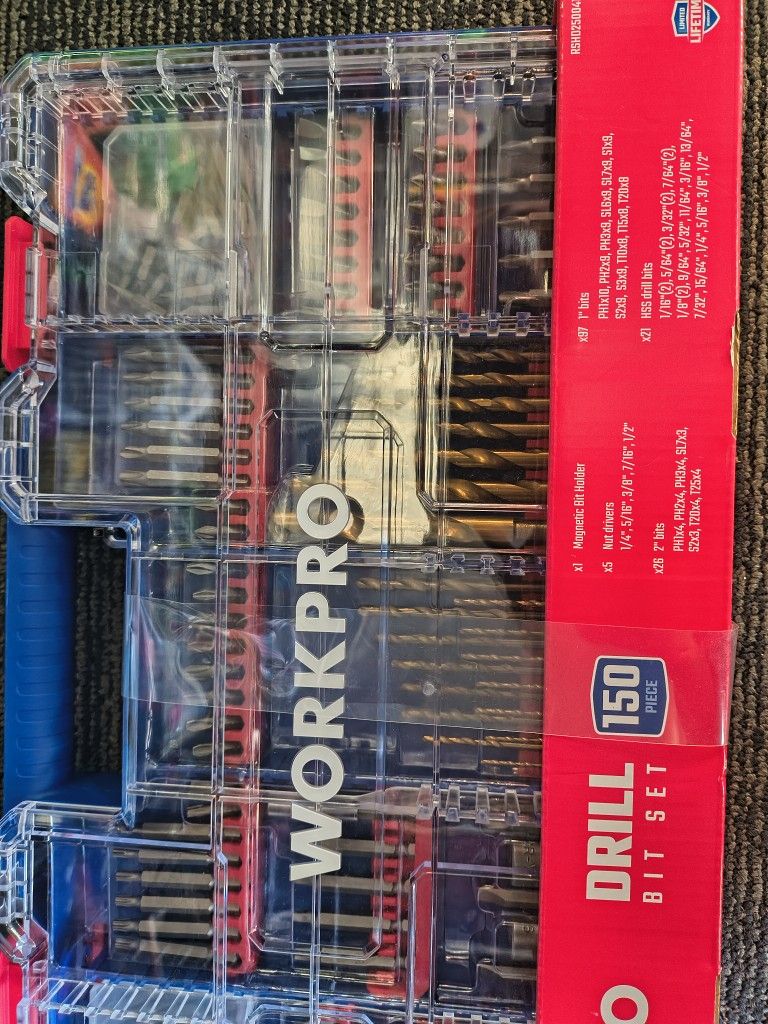 WORKPRO
DRILL
BIT SET
150
PIECE
x1 Magnetic Bit Holder
x5 Nut drivers
1/4", 5/16", 3/8", 7/16", 1/2"
x26 2" bits
PH1x4, PH2x4, PH3x4, SL7x3,
S2x3, T20x4, T25x4
x97 1" bits
PH1x10, PH2x9, PH3x9, SL6x9, SL7x9, S1x9,
S2x9, S3x9, T10x8, T15x8, T20x8
x21 HSS drill bits
1/16"(2), 5/64"(2), 3/32"(2), 7/64"(2),
1/8"(2), 9/64", 5/32", 11/64", 3/16", 13/64",
7/32", 15/64", 1/4", 5/16", 3/8", 1/2"
LIMITED
LIFETIM
O